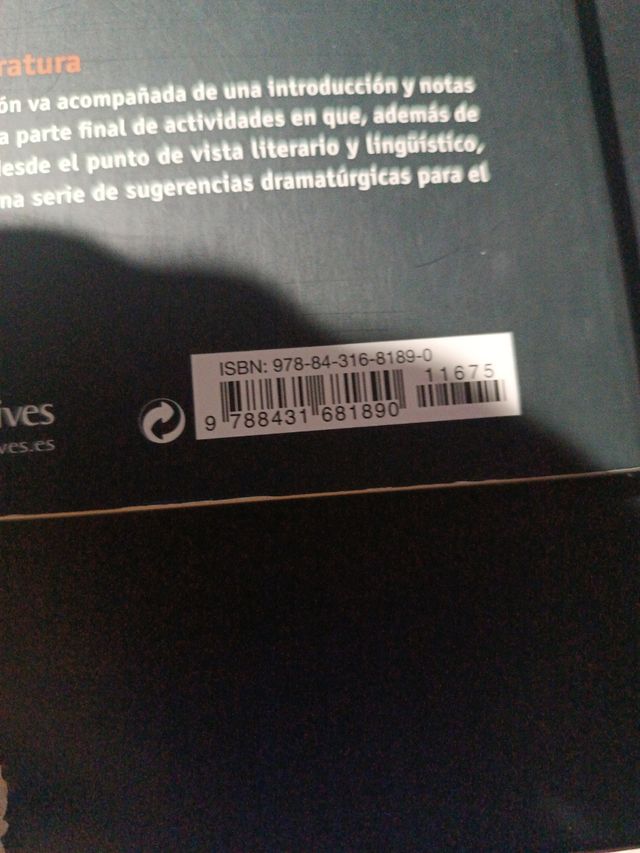 ratura
ón va acompañada de una introducción y notas
a parte final de actividades en que, además de
desde el punto de vista literario y lingüístico,
na serie de sugerencias dramatúrgicas para el
ISBN: 978-84-316-8189-0
11675
9 788431 681890
ives
ves.es